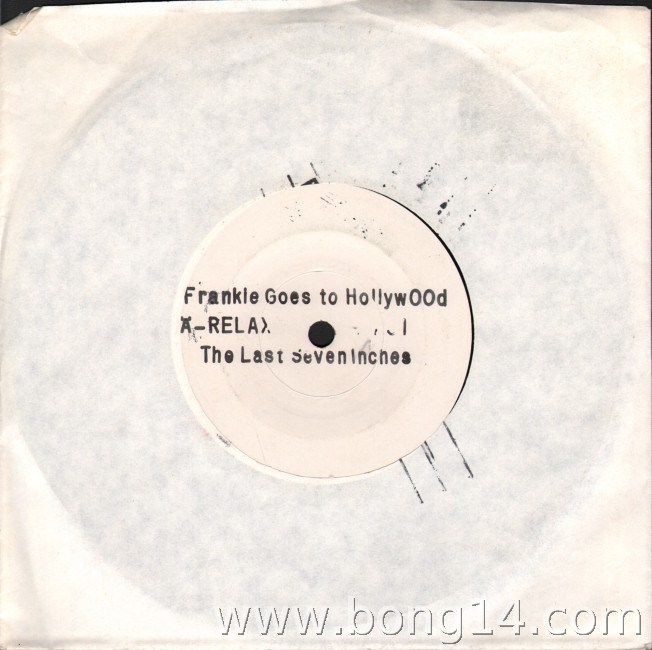 Frankie Goes to HollywOOd
A-RELAX
The Last Seven Inches
www.bong14.com